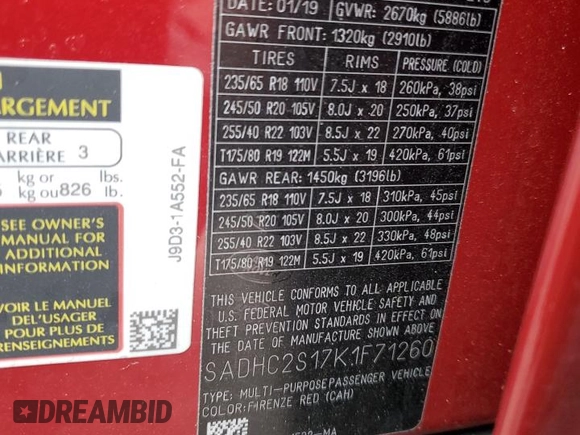 DATE: 01/19 GVWR: 2670kg (5886lb)
GAWR FRONT: 1320kg (2910lb)
TIRES RIMS PRESSURE (COLD)
235/65 R18 110V 7.5J x 18 260kPa, 38psi
245/50 R20 105V 8.0J x 20 250kPa, 37psi
255/40 R22 103V 8.5J x 22 270kPa, 40psi
T175/80 R19 122M 5.5J x 19 420kPa, 61psi
GAWR REAR: 1450kg (3196lb)
235/65 R18 110V 7.5J x 18 310kPa, 45psi
245/50 R20 105V 8.0J x 20 300kPa, 44psi
255/40 R22 103V 8.5J x 22 330kPa, 48psi
T175/80 R19 122M 5.5J x 19 420kPa, 61psi
THIS VEHICLE CONFORMS TO ALL APPLICABLE
U.S. FEDERAL MOTOR VEHICLE SAFETY AND
THEFT PREVENTION STANDARDS IN EFFECT ON
THE DATE OF MANUFACTURE SHOWN ABOVE
SADHC2S17K1F71260
TYPE: MULTI-PURPOSE PASSENGER VEHICLE
COLOR: FIRENZE RED (CAH)
ARGEMENT
REAR
ARRIÈRE 3
kg or lbs.
kg ou 826 lb.
SEE OWNER'S
MANUAL FOR
ADDITIONAL
INFORMATION
VOIR LE MANUEL
DE L'USAGER
POUR PLUS DE
RENSEIGNEMENTS
J9D3-1A552-FA
DREAMBID